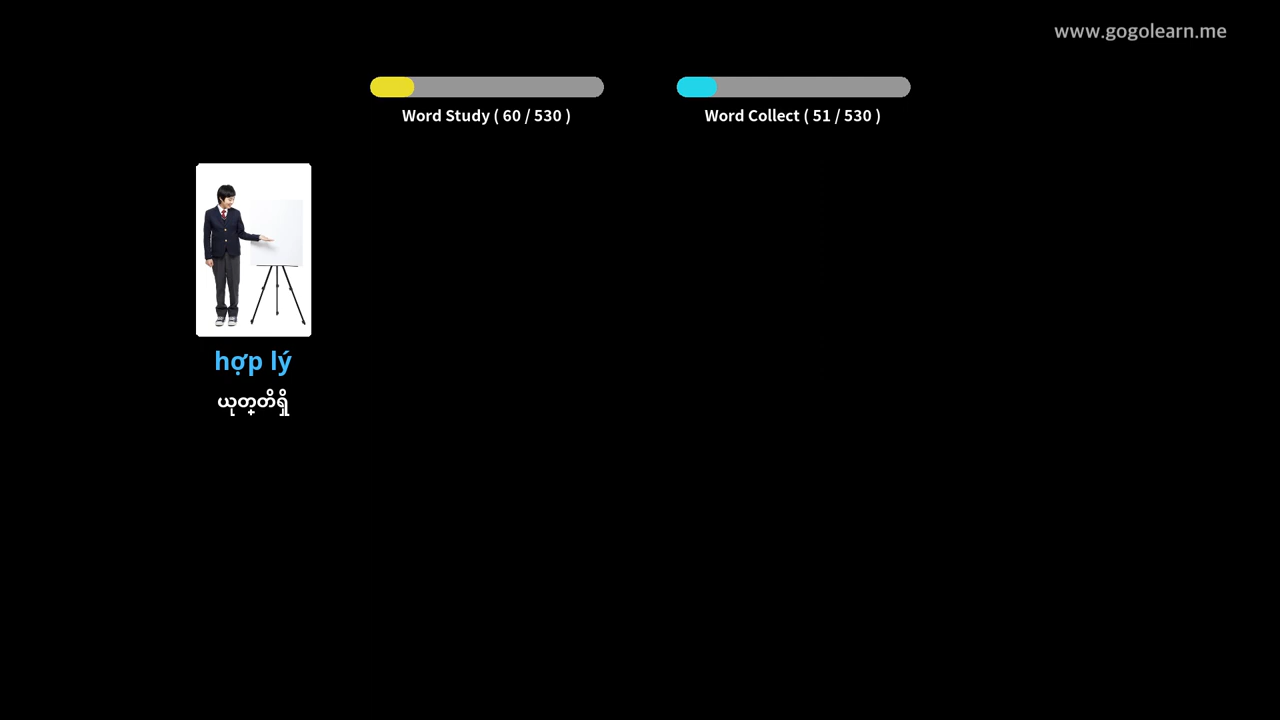 www.gogolearn.me
Word Study ( 60 / 530 )
Word Collect ( 51 / 530 )
hợp lý
ယုတ္တိရှိ